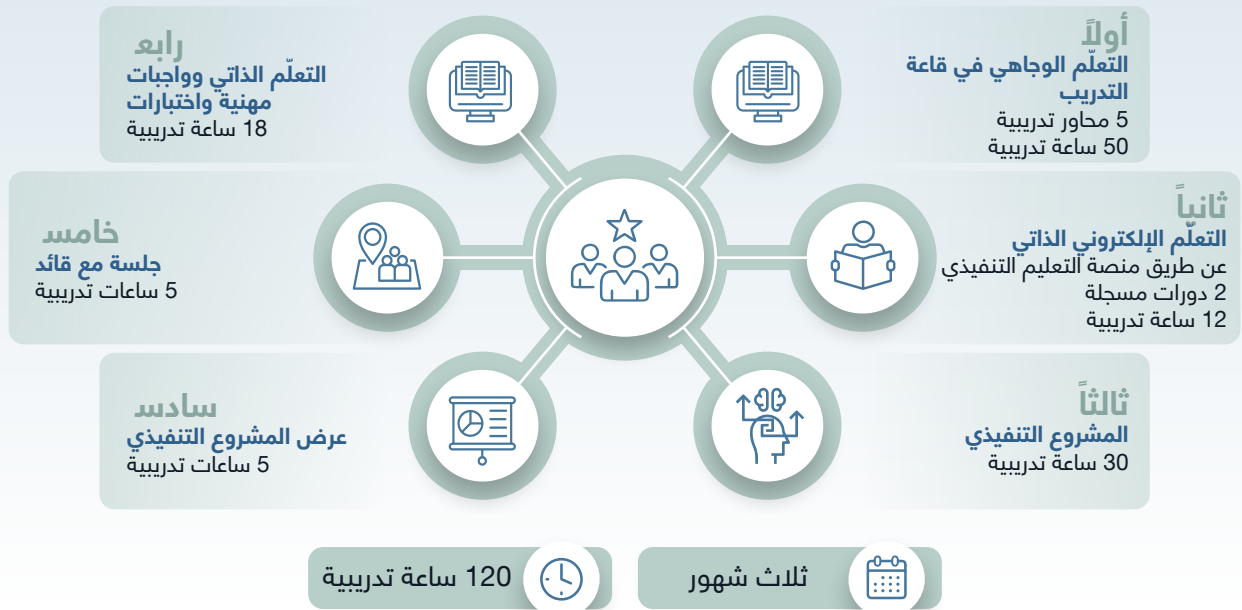 أولاً
التعلّم الوجاهي في قاعة
التدريب
5 محاور تدريبية
50 ساعة تدريبية
ثانياً
التعلّم الإلكتروني الذاتي
عن طريق منصة التعليم التنفيذي
2 دورات مسجلة
12 ساعة تدريبية
ثالثاً
المشروع التنفيذي
30 ساعة تدريبية
رابعـ
التعلّم الذاتي وواجبات
مهنية واختبارات
18 ساعة تدريبية
خامسـ
جلسة مع قائد
5 ساعات تدريبية
سادسـ
عرض المشروع التنفيذي
5 ساعات تدريبية
ثلاث شهور
120 ساعة تدريبية